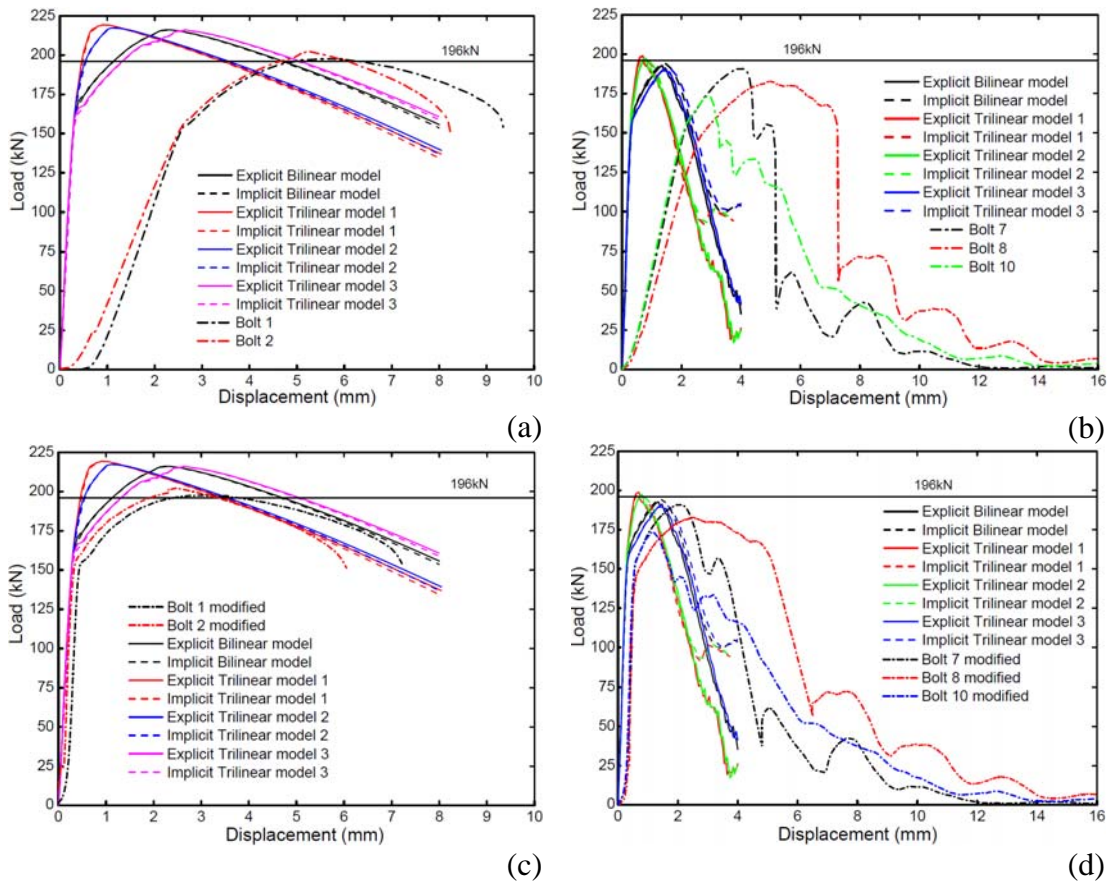 225
200
175
150
125
100
75
50
25
0
Load (kN)
196kN
Explicit Bilinear model
Implicit Bilinear model
Explicit Trilinear model 1
Implicit Trilinear model 1
Explicit Trilinear model 2
Implicit Trilinear model 2
Explicit Trilinear model 3
Implicit Trilinear model 3
Bolt 1
Bolt 2
0 1 2 3 4 5 6 7 8 9 10
Displacement (mm)
(a)
225
200
175
150
125
100
75
50
25
0
Load (kN)
196kN
Explicit Bilinear model
Implicit Bilinear model
Explicit Trilinear model 1
Implicit Trilinear model 1
Explicit Trilinear model 2
Implicit Trilinear model 2
Explicit Trilinear model 3
Implicit Trilinear model 3
Bolt 7
Bolt 8
Bolt 10
0 2 4 6 8 10 12 14 16
Displacement (mm)
(b)
225
200
175
150
125
100
75
50
25
0
Load (kN)
196kN
Bolt 1 modified
Bolt 2 modified
Explicit Bilinear model
Implicit Bilinear model
Explicit Trilinear model 1
Implicit Trilinear model 1
Explicit Trilinear model 2
Implicit Trilinear model 2
Explicit Trilinear model 3
Implicit Trilinear model 3
0 1 2 3 4 5 6 7 8 9 10
Displacement (mm)
(c)
225
200
175
150
125
100
75
50
25
0
Load (kN)
196kN
Explicit Bilinear model
Implicit Bilinear model
Explicit Trilinear model 1
Implicit Trilinear model 1
Explicit Trilinear model 2
Implicit Trilinear model 2
Explicit Trilinear model 3
Implicit Trilinear model 3
Bolt 7 modified
Bolt 8 modified
Bolt 10 modified
0 2 4 6 8 10 12 14 16
Displacement (mm)
(d)